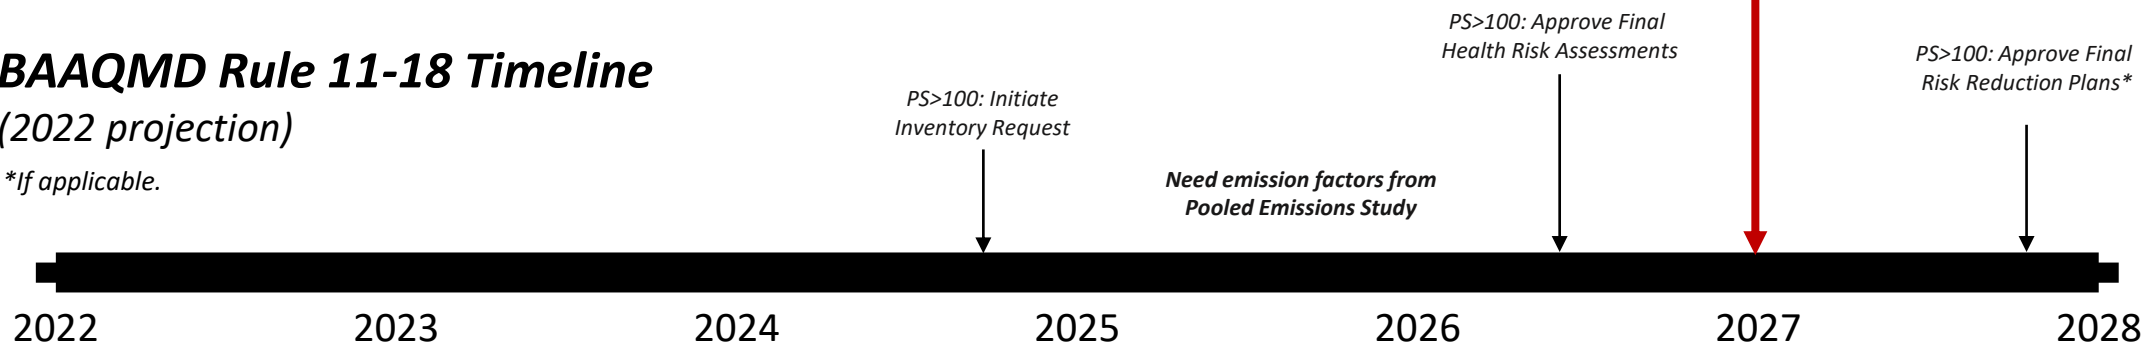 BAAQMD Rule 11-18 Timeline
(2022 projection)
*If applicable.
PS>100: Initiate
Inventory Request
Need emission factors from
Pooled Emissions Study
PS>100: Approve Final
Health Risk Assessments
PS>100: Approve Final
Risk Reduction Plans*
2022
2023
2024
2025
2026
2027
2028